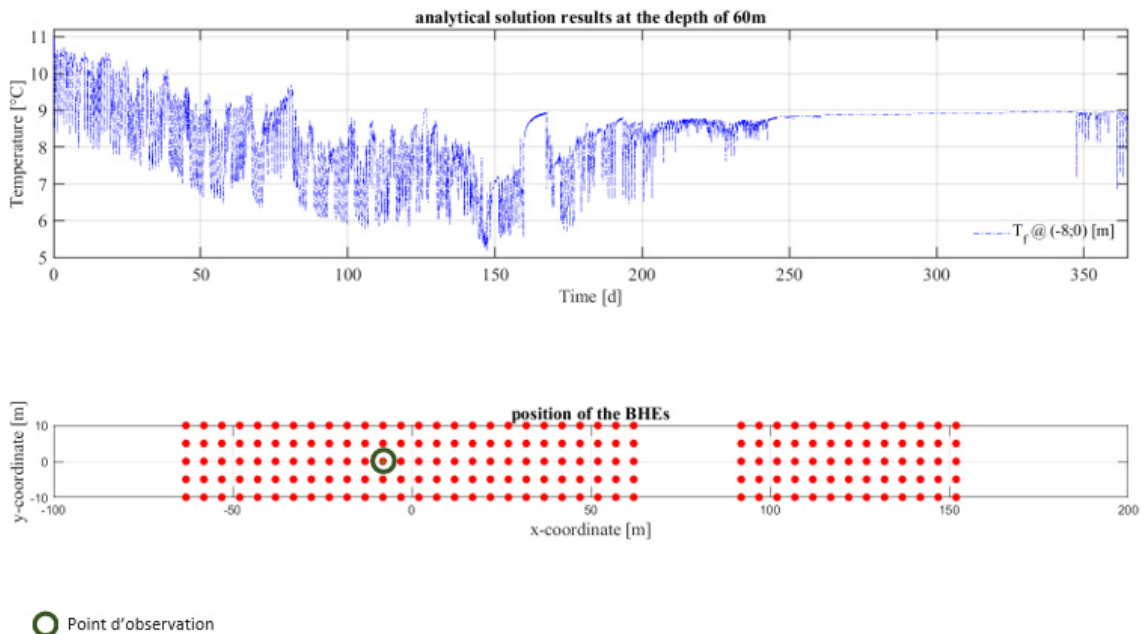 analytical solution results at the depth of 60m
Temperature [°C]
11
10
9
8
7
6
5
T_f @ (-8;0) [m]
0 50 100 150 200 250 300 350
Time [d]
position of the BHEs
y-coordinate [m]
10
0
-10
-100 -50 0 50 100 150 200
x-coordinate [m]
Point d'observation